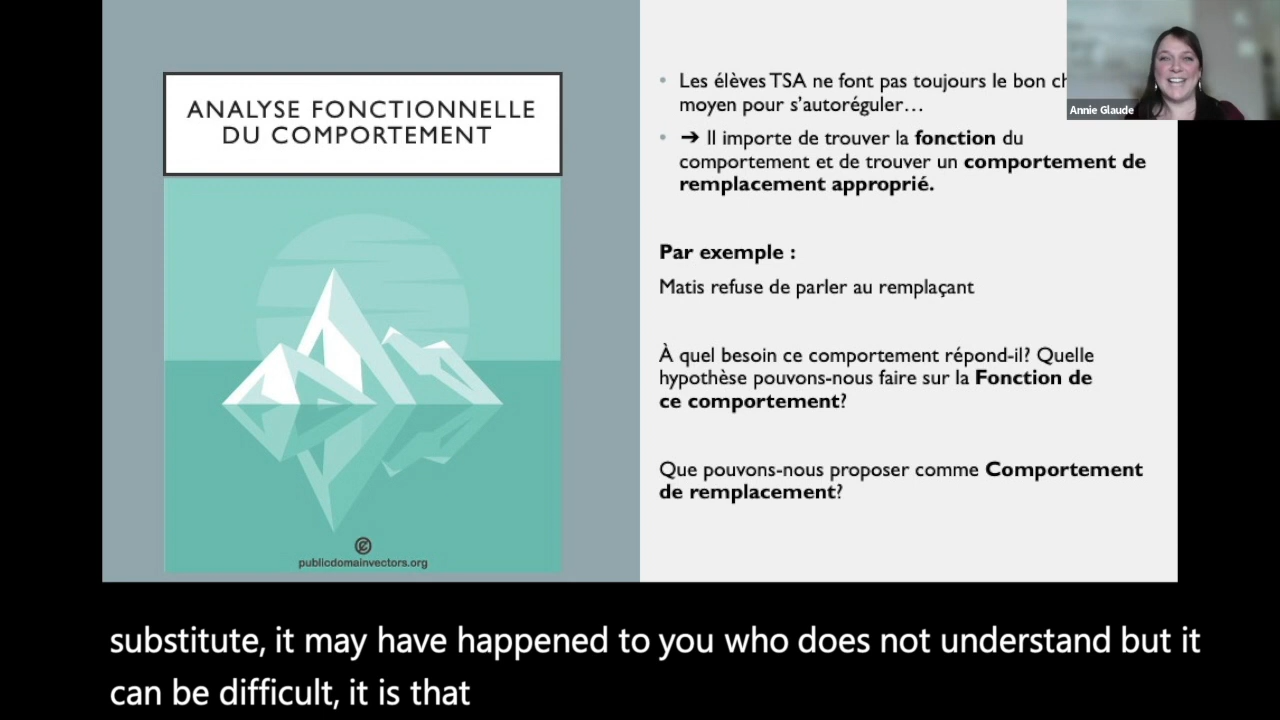 ANALYSE FONCTIONNELLE
DU COMPORTEMENT
publicdomainvectors.org
• Les élèves TSA ne font pas toujours le bon
moyen pour s'autoréguler…
• ➔ Il importe de trouver la fonction du
comportement et de trouver un comportement de
remplacement approprié.
Par exemple :
Matis refuse de parler au remplaçant
À quel besoin ce comportement répond-il? Quelle
hypothèse pouvons-nous faire sur la Fonction de
ce comportement?
Que pouvons-nous proposer comme Comportement
de remplacement?
Annie Glaude
substitute, it may have happened to you who does not understand but it
can be difficult, it is that